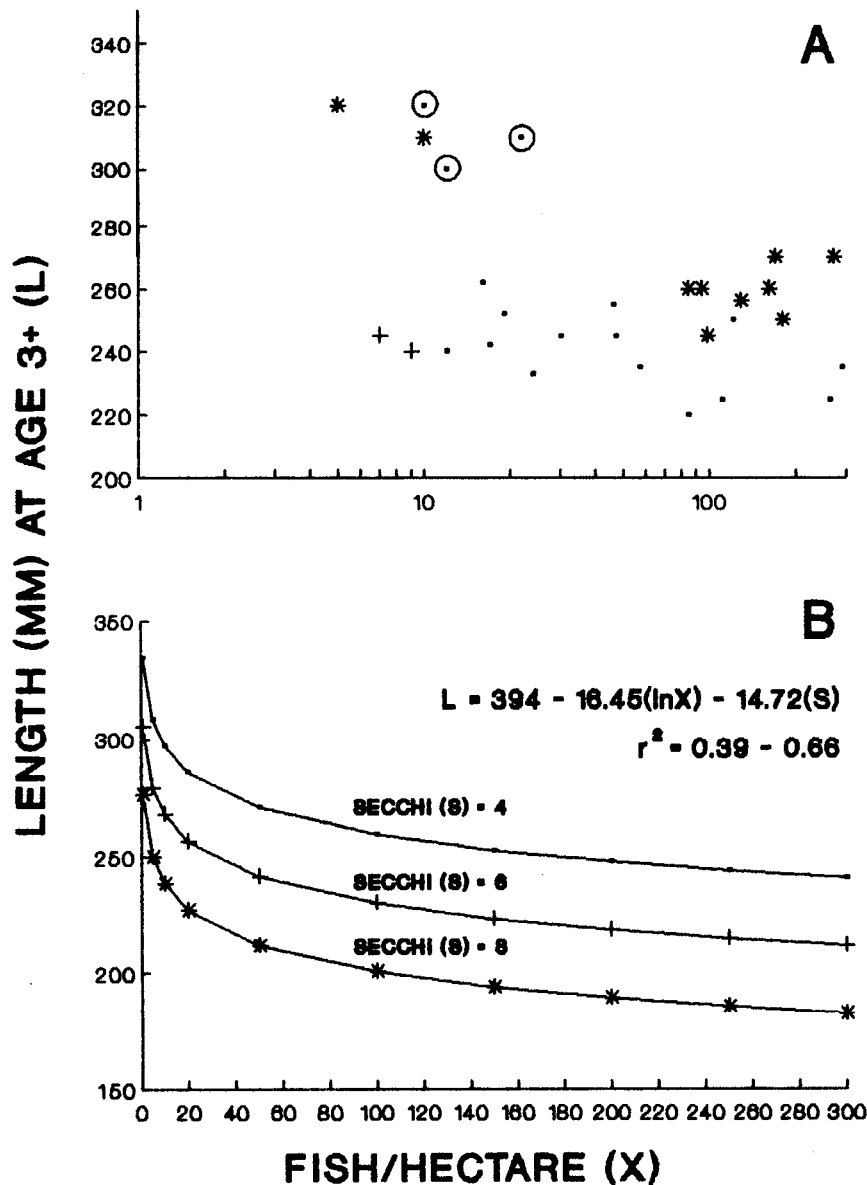 LENGTH (MM) AT AGE 3+ (L)
A
340
320
300
280
260
240
220
200
1
10
100
B
350
300
250
200
150
L = 394 - 16.45(lnX) - 14.72(S)
r² = 0.39 - 0.66
SECCHI (S) = 4
SECCHI (S) = 6
SECCHI (S) = 8
0 20 40 60 80 100 120 140 160 180 200 220 240 260 280 300
FISH/HECTARE (X)